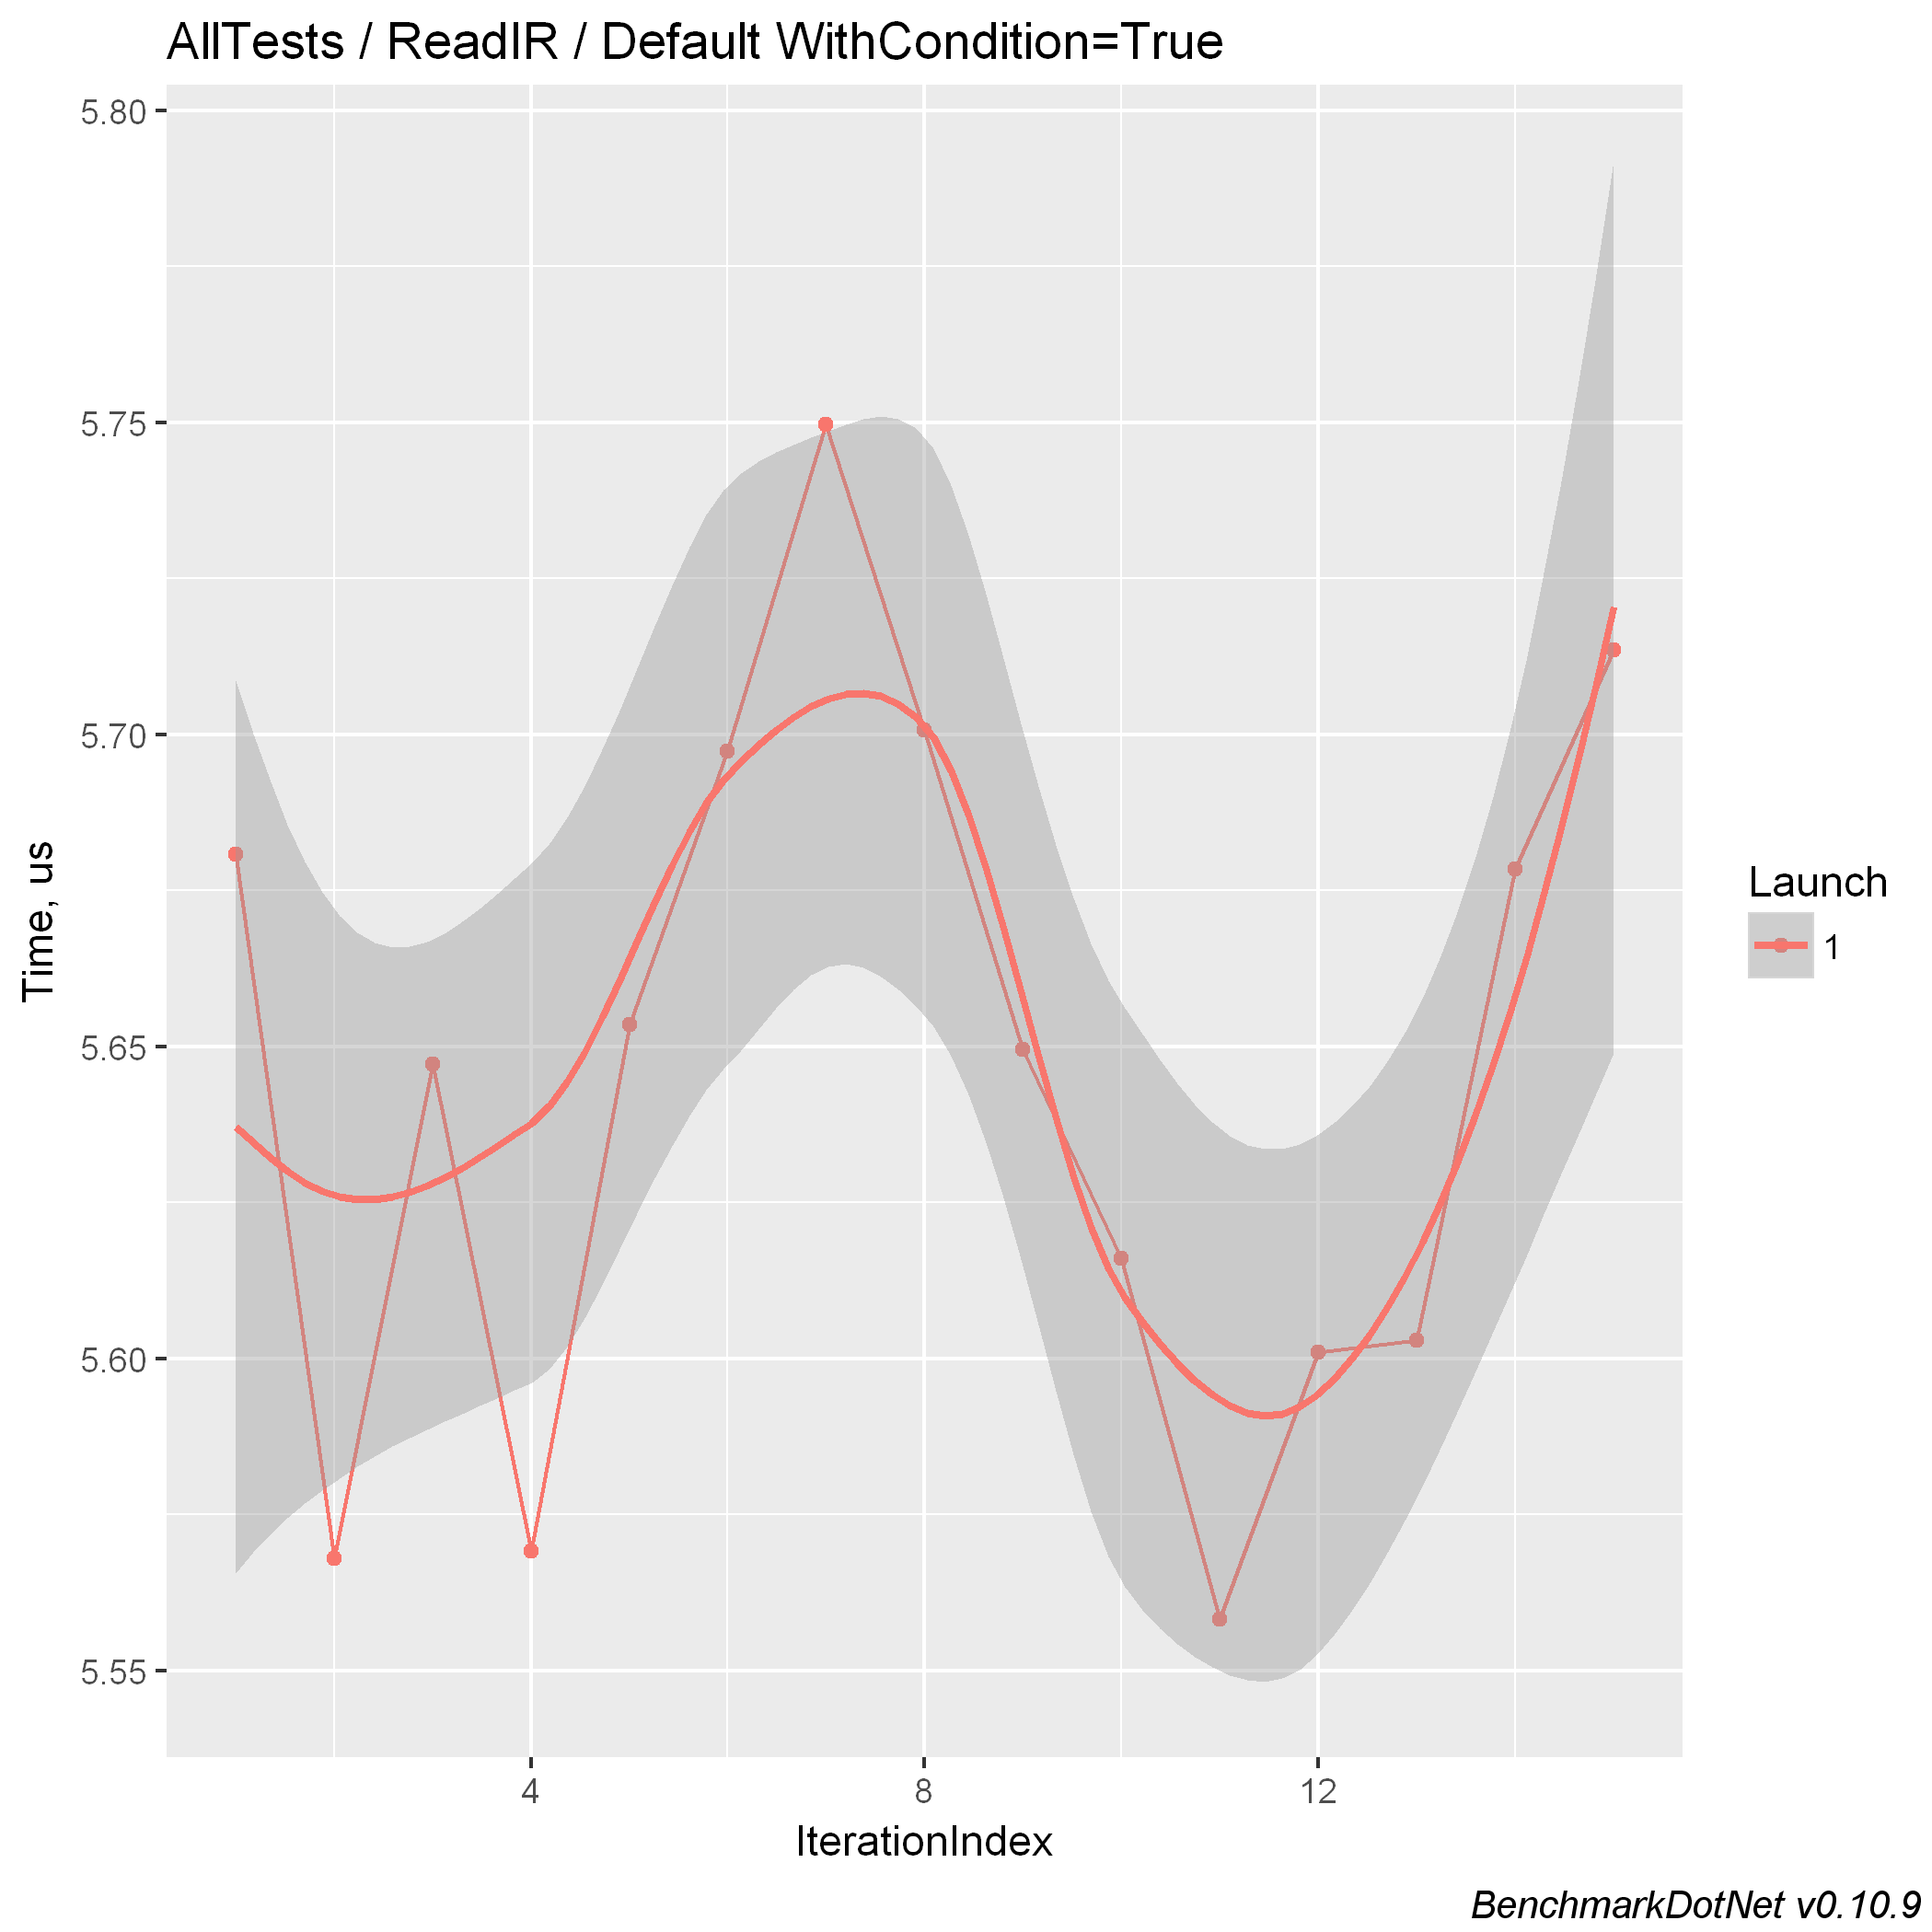 AllTests / ReadIR / Default WithCondition=True
5.80
5.75
5.70
5.65
5.60
5.55
Time, us
4
8
12
IterationIndex
Launch
1
BenchmarkDotNet v0.10.9